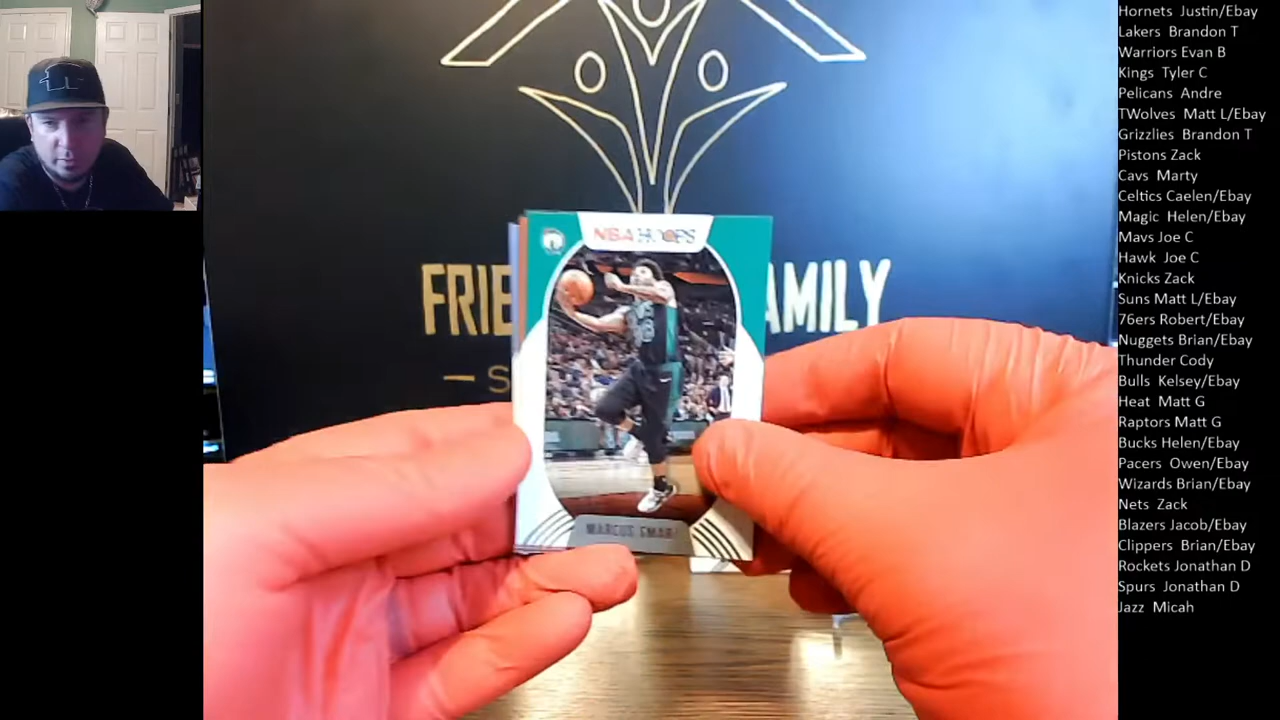 Hornets Justin/Ebay
Lakers Brandon T
Warriors Evan B
Kings Tyler C
Pelicans Andre
TWolves Matt L/Ebay
Grizzlies Brandon T
Pistons Zack
Cavs Marty
Celtics Caelen/Ebay
Magic Helen/Ebay
Mavs Joe C
Hawk Joe C
Knicks Zack
Suns Matt L/Ebay
76ers Robert/Ebay
Nuggets Brian/Ebay
Thunder Cody
Bulls Kelsey/Ebay
Heat Matt G
Raptors Matt G
Bucks Helen/Ebay
Pacers Owen/Ebay
Wizards Brian/Ebay
Nets Zack
Blazers Jacob/Ebay
Clippers Brian/Ebay
Rockets Jonathan D
Spurs Jonathan D
Jazz Micah
NBA HOOPS
FRIE AMILY
— S
MARCUS SMAR